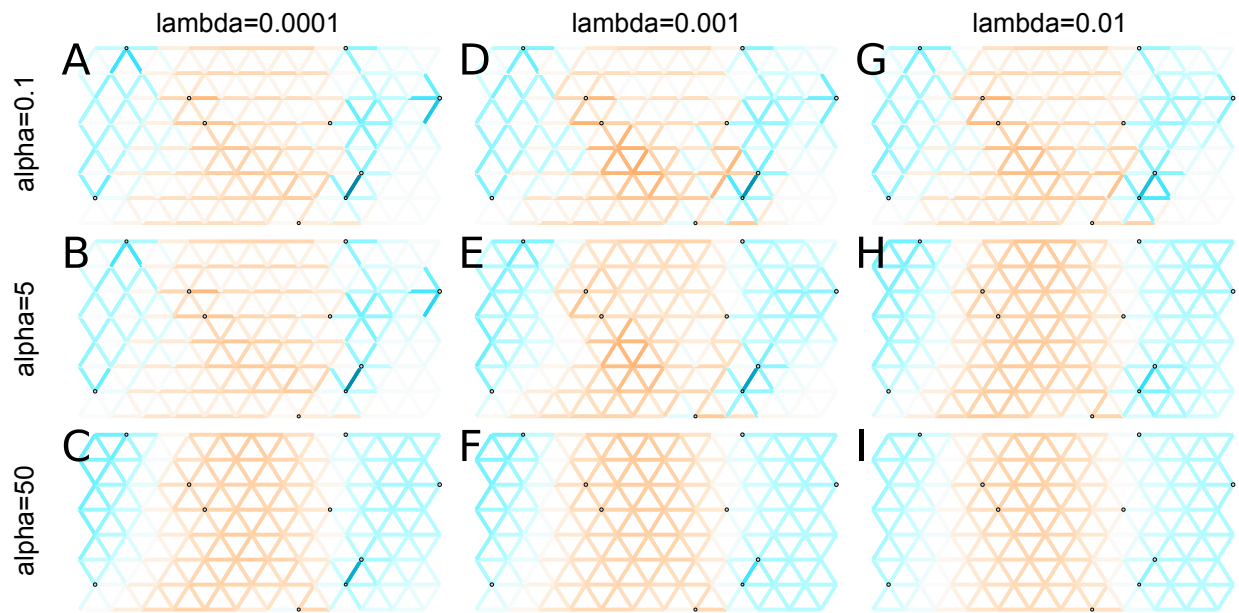 lambda=0.0001 lambda=0.001 lambda=0.01
alpha=0.1
A D G
alpha=5
B E H
alpha=50
C F I